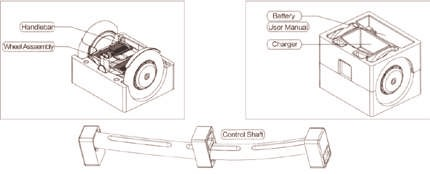 Handlebar
Wheel Assembly
Battery
User Manual
Charger
Control Shaft